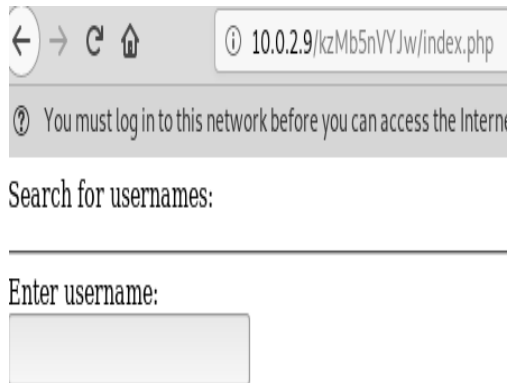 10.0.2.9/kzMb5nVYJw/index.php
You must log in to this network before you can access the Interne
Search for usernames:
Enter username: